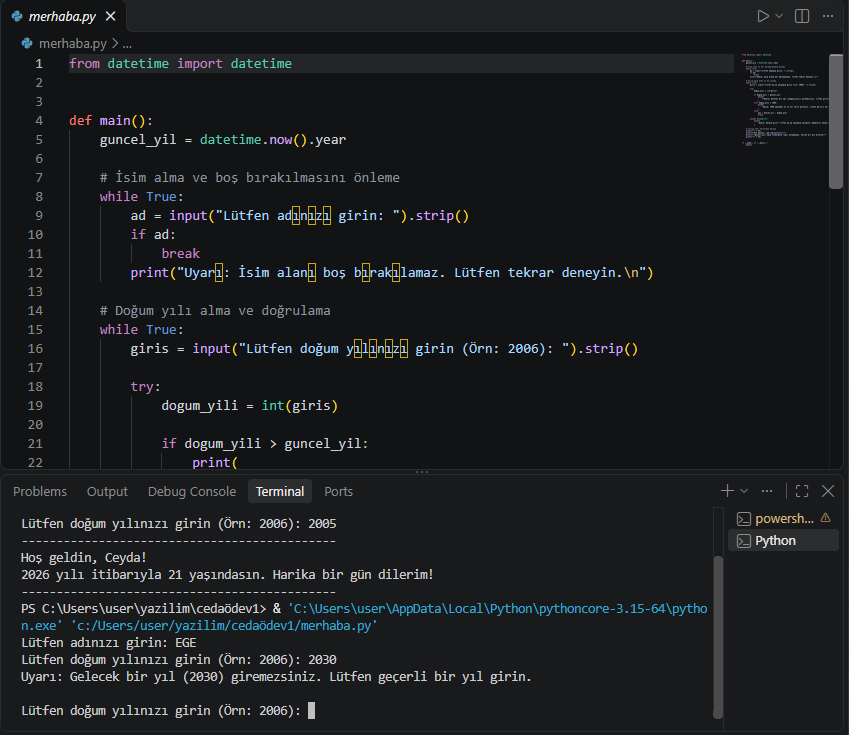 merhaba.py
merhaba.py > ...
1 from datetime import datetime
2
3
4 def main():
5 guncel_yil = datetime.now().year
6
7 # İsim alma ve boş bırakılmasını önleme
8 while True:
9 ad = input("Lütfen adınızı girin: ").strip()
10 if ad:
11 break
12 print("Uyarı: İsim alanı boş bırakılamaz. Lütfen tekrar deneyin.\n")
13
14 # Doğum yılı alma ve doğrulama
15 while True:
16 giris = input("Lütfen doğum yılınızı girin (Örn: 2006): ").strip()
17
18 try:
19 dogum_yili = int(giris)
20
21 if dogum_yili > guncel_yil:
22 print(
Problems Output Debug Console Terminal Ports
Lütfen doğum yılınızı girin (Örn: 2006): 2005
-----------------------------------------
Hoş geldin, Ceyda!
2026 yılı itibarıyla 21 yaşındasın. Harika bir gün dilerim!
-----------------------------------------
PS C:\Users\user\yazilim\cedaödev1> & 'C:\Users\user\AppData\Local\Python\pythoncore-3.15-64\pytho
n.exe' 'c:/Users/user/yazilim/cedaödev1/merhaba.py'
Lütfen adınızı girin: EGE
Lütfen doğum yılınızı girin (Örn: 2006): 2030
Uyarı: Gelecek bir yıl (2030) giremezsiniz. Lütfen geçerli bir yıl girin.
Lütfen doğum yılınızı girin (Örn: 2006):
powersh...
Python